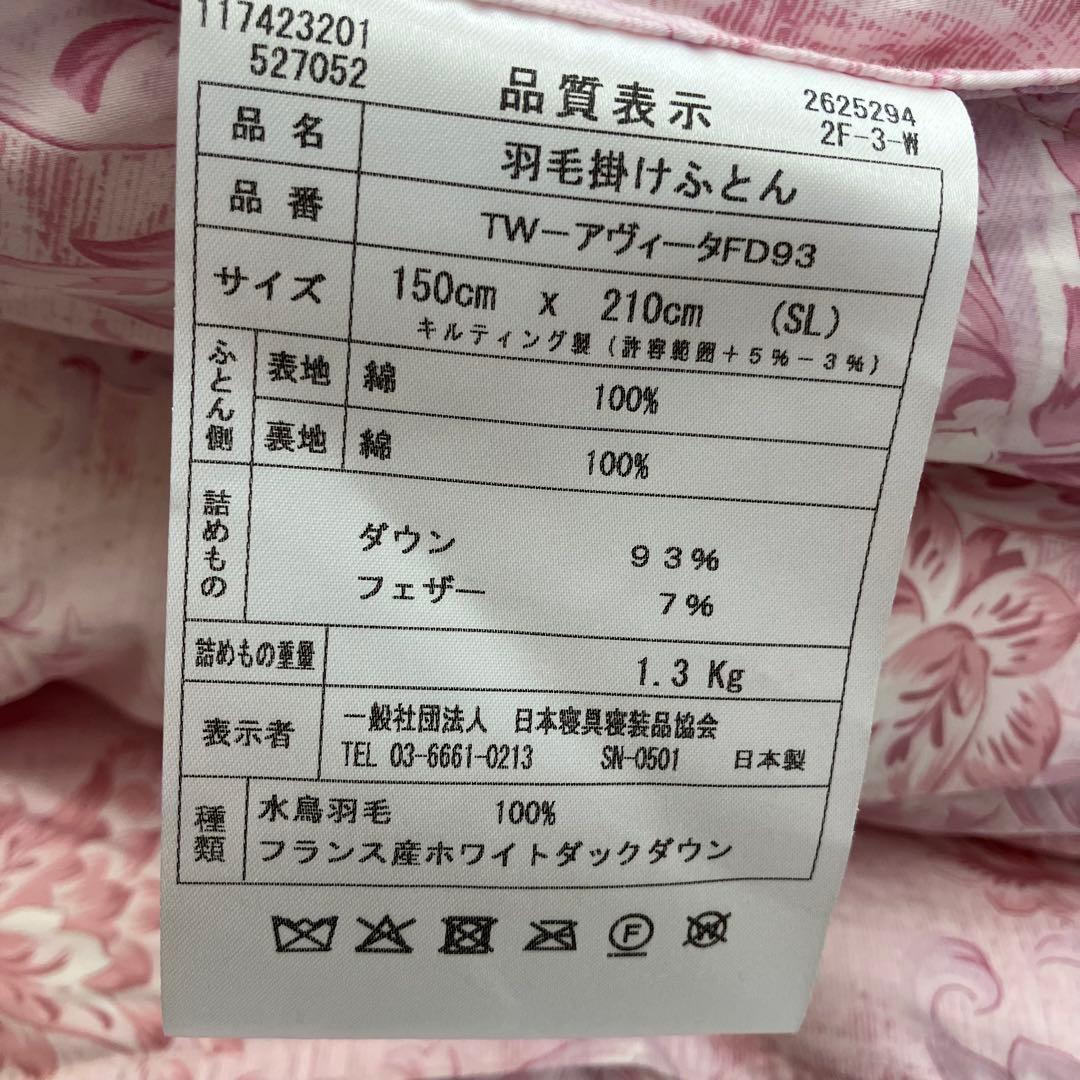 117423201
527052
品質表示
2625294
2F-3-W
品名 羽毛掛けふとん
品番 TW－アヴィータFD93
サイズ 150cm x 210cm (SL)
キルティング製(許容範囲＋５％－３％)
ふとん側 表地 綿 100%
裏地 綿 100%
詰めもの ダウン ９３％
フェザー ７％
詰めもの重量 1.3 Kg
表示者 一般社団法人 日本寝具寝装品協会
TEL 03-6661-0213 SN-0501 日本製
種類 水鳥羽毛 100%
フランス産ホワイトダックダウン
F W